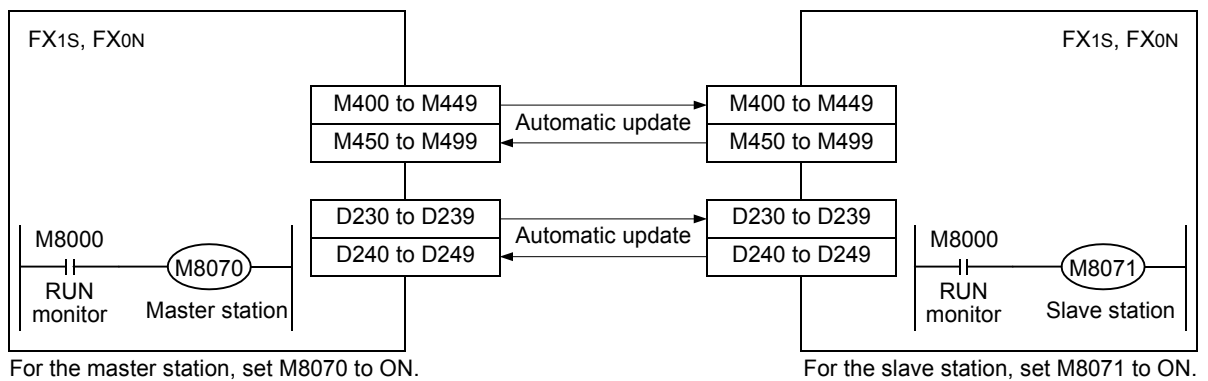 FX1S, FX0N
FX1S, FX0N
M400 to M449
Automatic update
M400 to M449
M450 to M499
M450 to M499
D230 to D239
Automatic update
D230 to D239
D240 to D249
D240 to D249
M8000
M8070
RUN
monitor
Master station
M8000
M8071
RUN
monitor
Slave station
For the master station, set M8070 to ON.
For the slave station, set M8071 to ON.